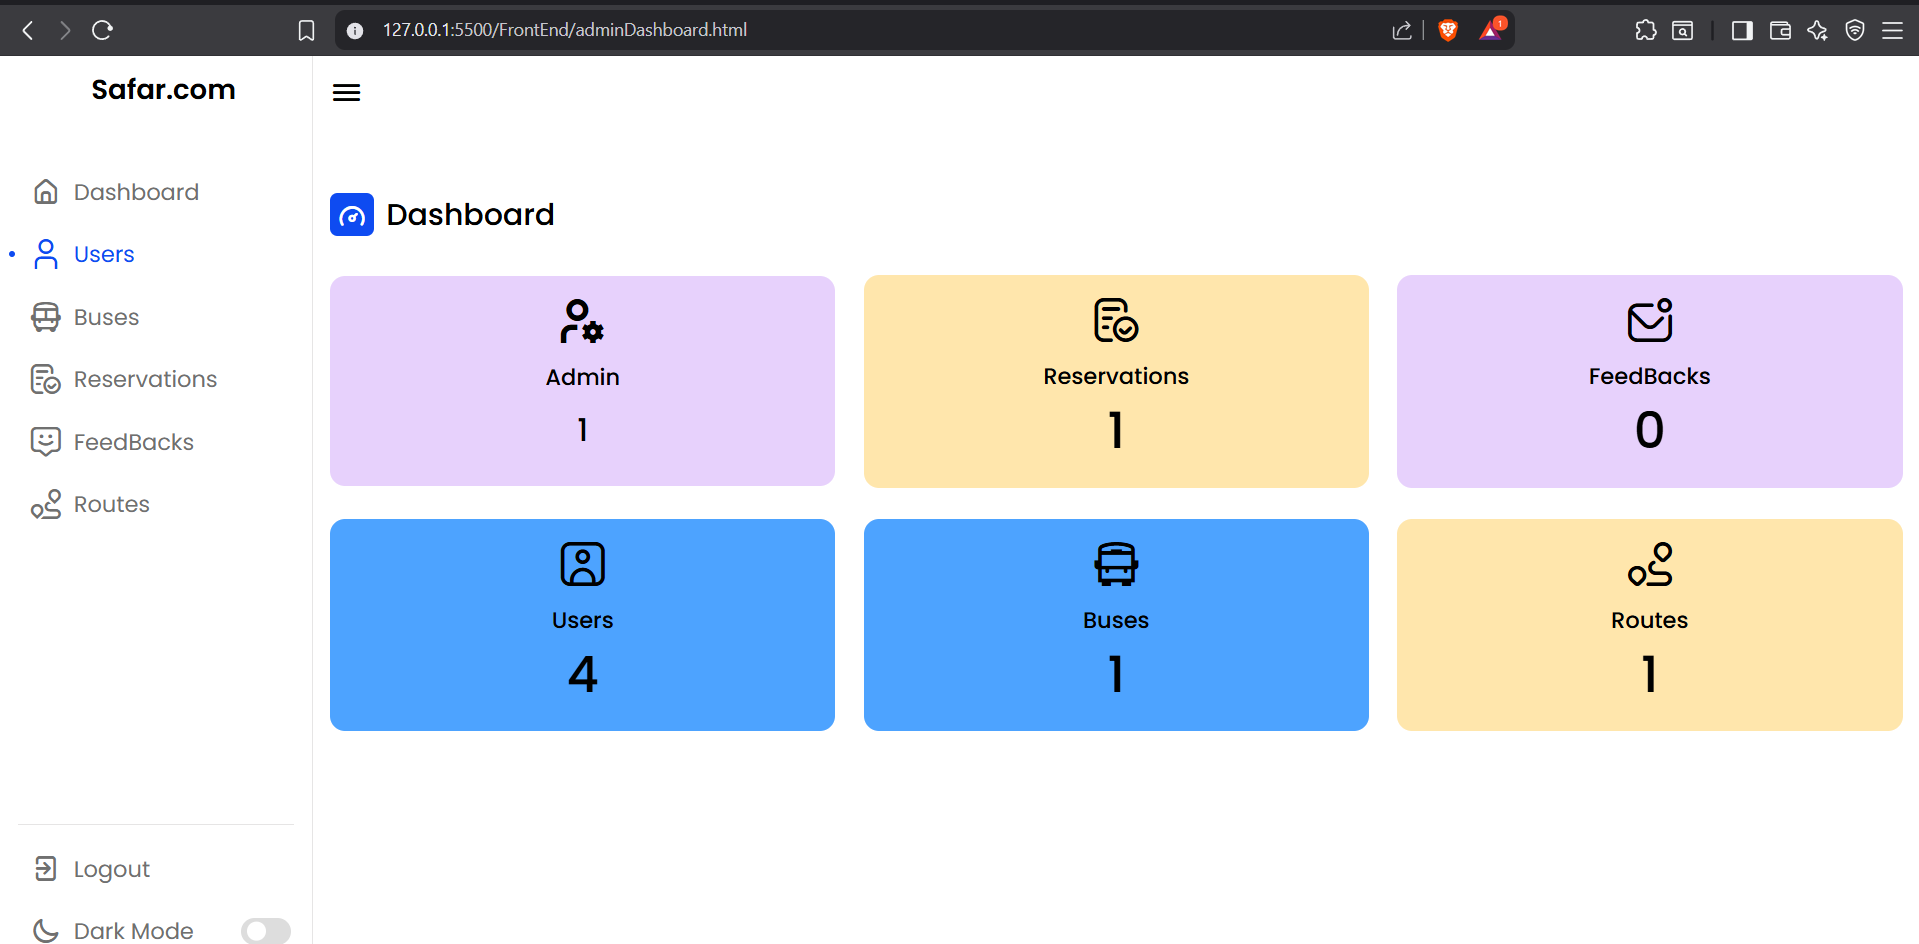 127.0.0.1:5500/FrontEnd/adminDashboard.html
1
Safar.com
Dashboard
Users
Buses
Reservations
FeedBacks
Routes
Logout
Dark Mode
Dashboard
Admin
1
Reservations
1
FeedBacks
0
Users
4
Buses
1
Routes
1